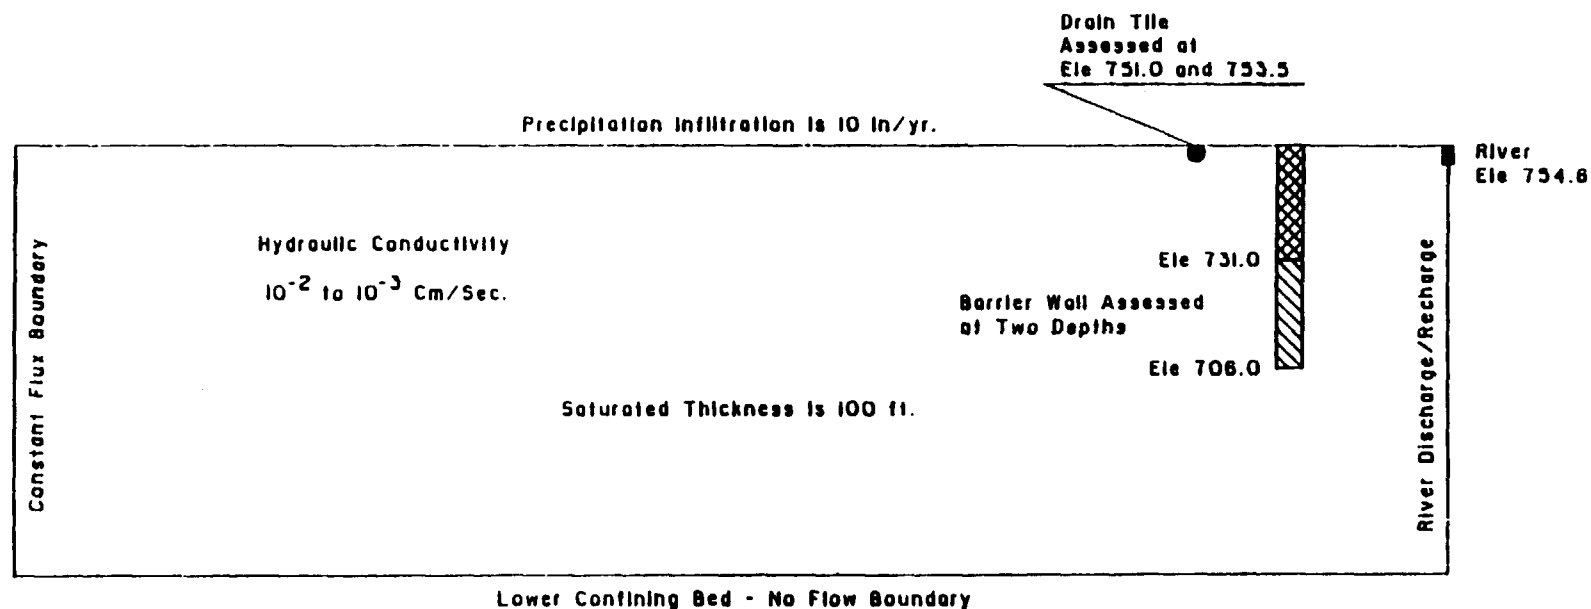 Drain Tile
Assessed at
Ele 751.0 and 753.5
Precipitation Infiltration is 10 in/yr.
River
Ele 754.6
Hydraulic Conductivity
10⁻² to 10⁻³ Cm/Sec.
Ele 731.0
Barrier Wall Assessed
at Two Depths
Ele 706.0
Constant Flux Boundary
River Discharge/Recharge
Saturated Thickness is 100 ft.
Lower Confining Bed - No Flow Boundary